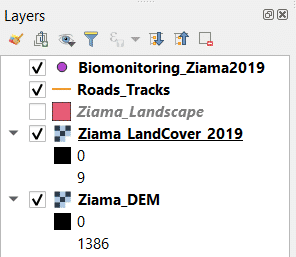 Layers
Biomonitoring_Ziama2019
Roads_Tracks
Ziama_Landscape
Ziama_LandCover_2019
0
9
Ziama_DEM
0
1386